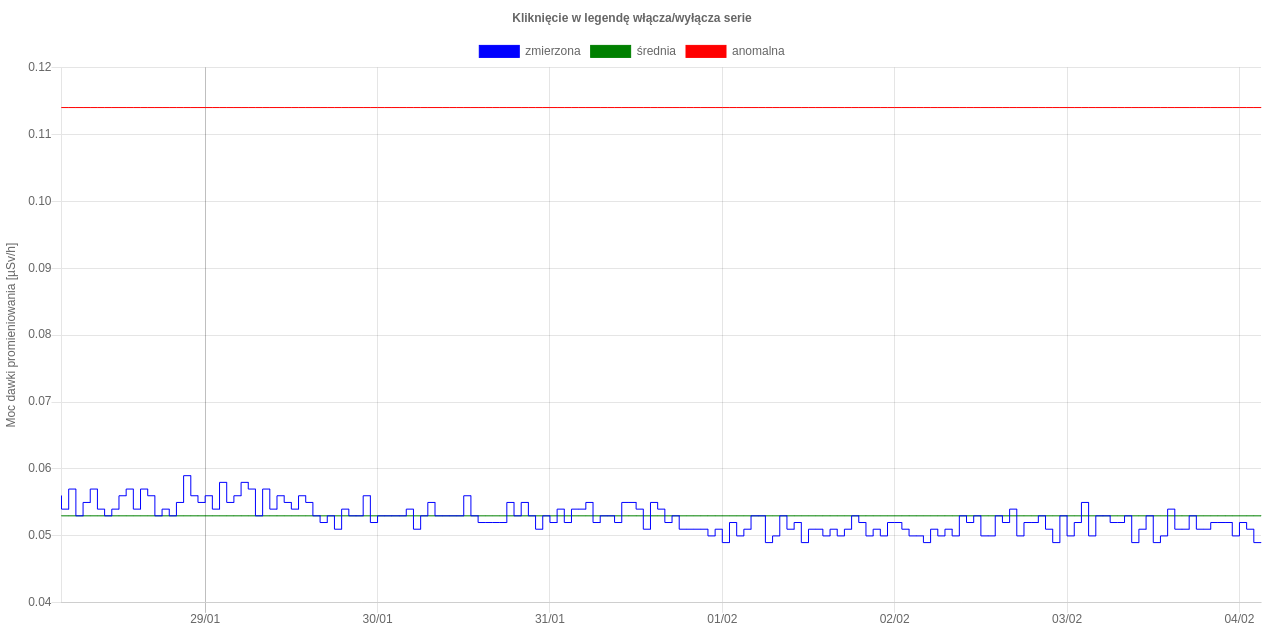 Kliknięcie w legendę włącza/wyłącza serie
zmierzona średnia anomalna
Moc dawki promieniowania [µSv/h]
0.12
0.11
0.10
0.09
0.08
0.07
0.06
0.05
0.04
29/01 30/01 31/01 01/02 02/02 03/02 04/02